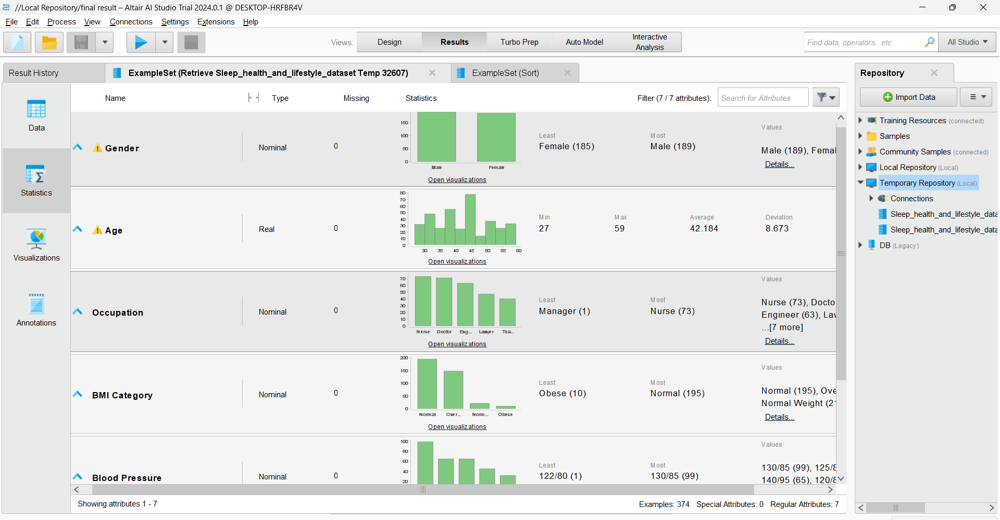 //Local Repository/final result – Altair AI Studio Trial 2024.0.1 @ DESKTOP-HRFBR4V
File Edit Process View Connections Settings Extensions Help
Views: Design Results Turbo Prep Auto Model Interactive Analysis
Find data, operators...etc
All Studio
Result History
ExampleSet (Retrieve Sleep_health_and_lifestyle_dataset Temp 32607)
ExampleSet (Sort)
Data
Statistics
Visualizations
Annotations
Name Type Missing Statistics Filter (7 / 7 attributes): Search for Attributes
Gender Nominal 0
150
100
50
0
Male Female
Open visualizations
Least
Female (185)
Most
Male (189)
Values
Male (189), Femal
Details...
Age Real 0
80
70
60
50
40
30
20
10
0
30 35 40 45 50 55 60
Open visualizations
Min
27
Max
59
Average
42.184
Deviation
8.673
Occupation Nominal 0
70
60
50
40
30
20
10
0
Nurse Doctor Eng... Lawyer Tea...
Open visualizations
Least
Manager (1)
Most
Nurse (73)
Values
Nurse (73), Docto
Engineer (63), Law
...[7 more]
Details...
BMI Category Nominal 0
200
150
100
50
0
Normal Over... Norm... Obese
Open visualizations
Least
Obese (10)
Most
Normal (195)
Values
Normal (195), Ove
Normal Weight (21
Details...
Blood Pressure Nominal 0
100
80
60
40
20
Least
122/80 (1)
Most
130/85 (99)
Values
130/85 (99), 125/8
140/95 (65), 120/8
Showing attributes 1 - 7
Examples: 374 Special Attributes: 0 Regular Attributes: 7
Repository
Import Data
Training Resources (connected)
Samples
Community Samples (connected)
Local Repository (Local)
Temporary Repository (Local)
Connections
Sleep_health_and_lifestyle_data
Sleep_health_and_lifestyle_data
DB (Legacy)